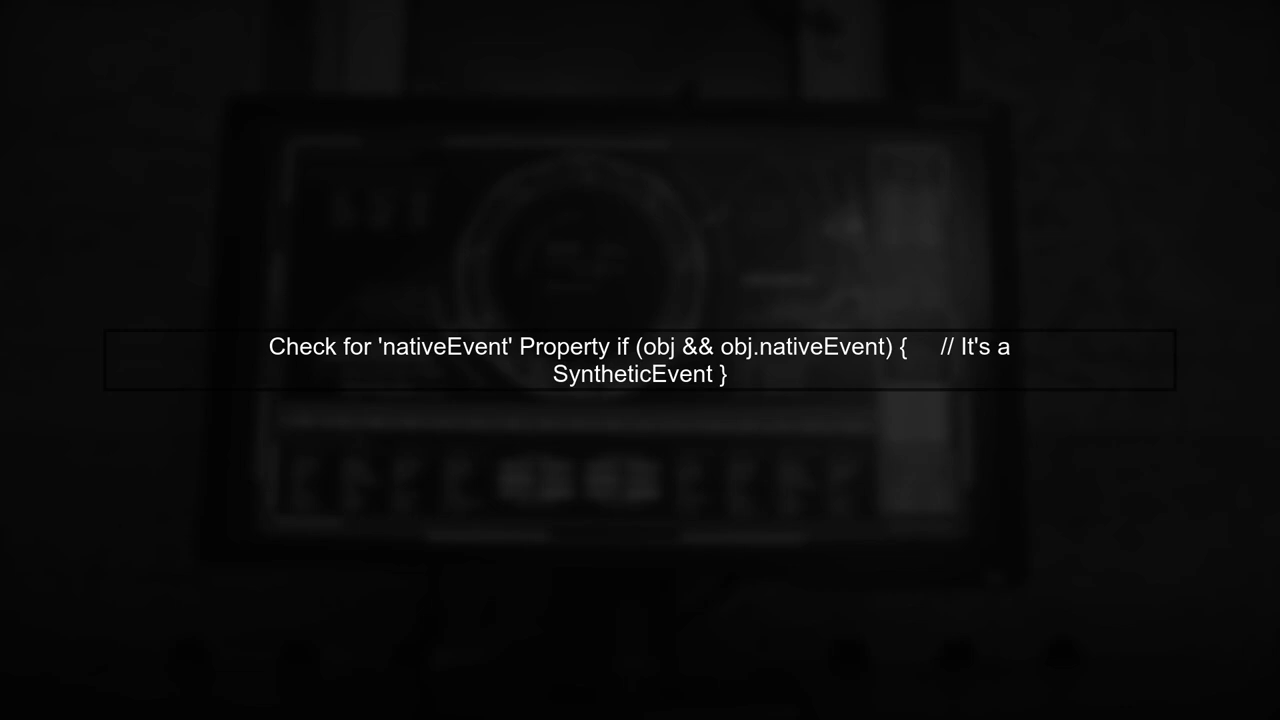 Check for 'nativeEvent' Property if (obj && obj.nativeEvent) {     // It's a
SyntheticEvent }